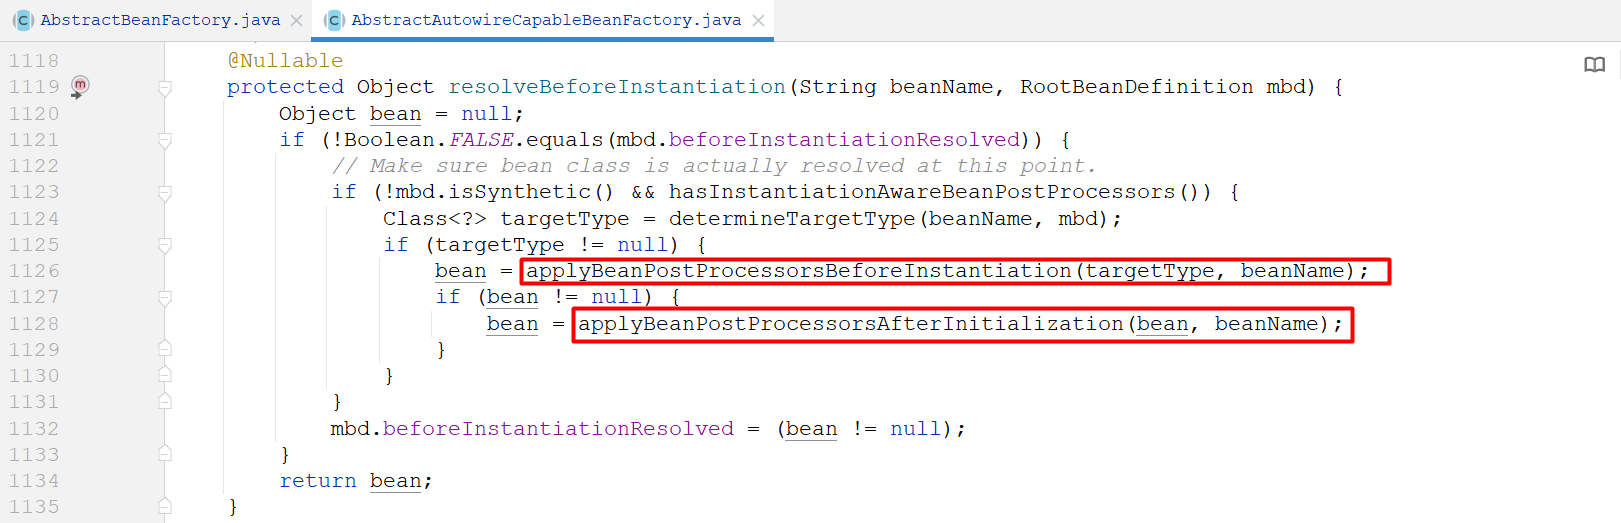 AbstractBeanFactory.java AbstractAutowireCapableBeanFactory.java
1118 @Nullable
1119 protected Object resolveBeforeInstantiation(String beanName, RootBeanDefinition mbd) {
1120 Object bean = null;
1121 if (!Boolean.FALSE.equals(mbd.beforeInstantiationResolved)) {
1122 // Make sure bean class is actually resolved at this point.
1123 if (!mbd.isSynthetic() && hasInstantiationAwareBeanPostProcessors()) {
1124 Class<?> targetType = determineTargetType(beanName, mbd);
1125 if (targetType != null) {
1126 bean = applyBeanPostProcessorsBeforeInstantiation(targetType, beanName);
1127 if (bean != null) {
1128 bean = applyBeanPostProcessorsAfterInitialization(bean, beanName);
1129 }
1130 }
1131 }
1132 mbd.beforeInstantiationResolved = (bean != null);
1133 }
1134 return bean;
1135 }